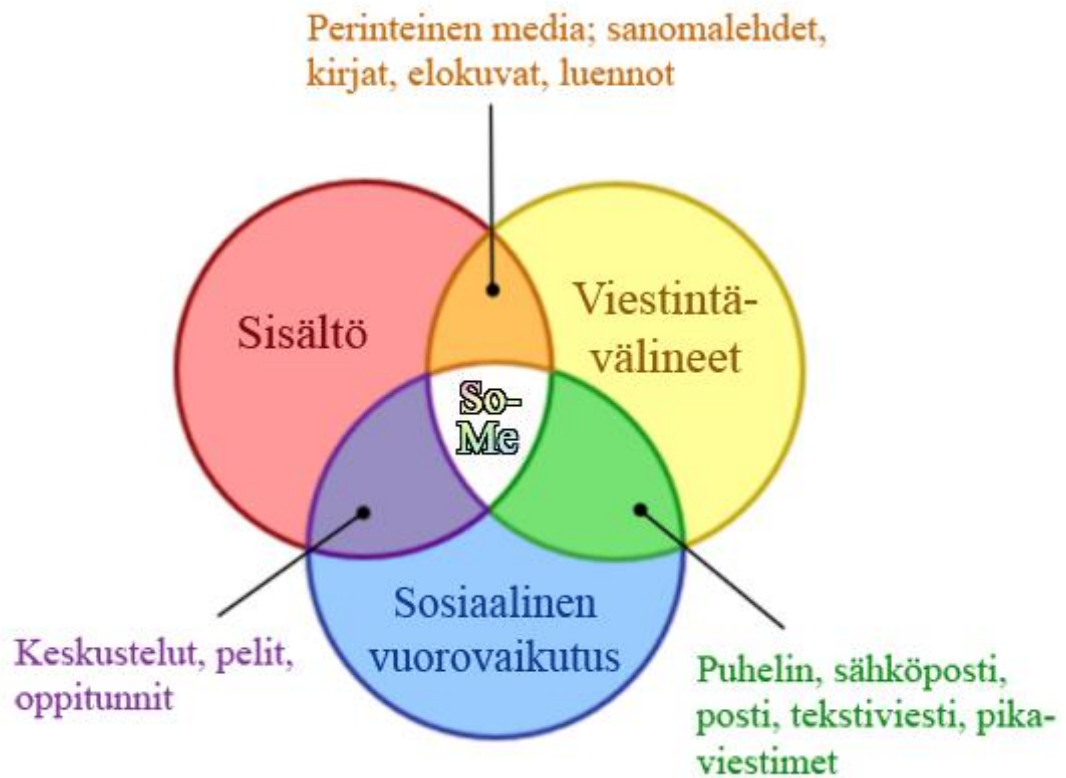 Perinteinen media; sanomalehdet,
kirjat, elokuvat, luennot
Sisältö
Viestintä-
välineet
So-
Me
Sosiaalinen
vuorovaikutus
Keskustelut, pelit,
oppitunnit
Puhelin, sähköposti,
posti, tekstiviesti, pika-
viestimet